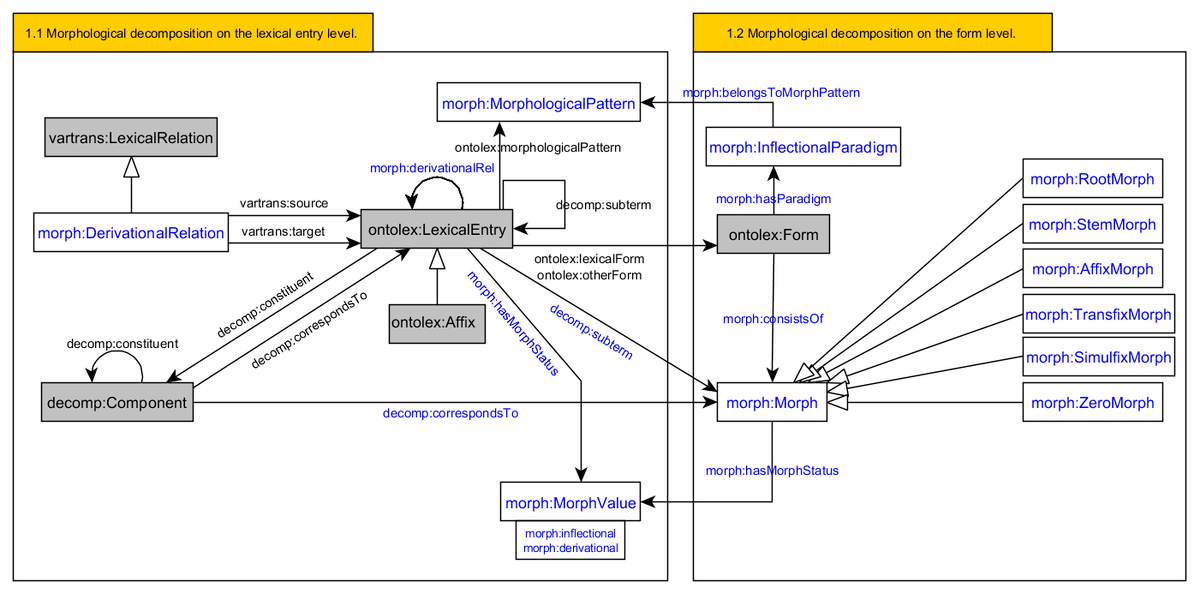 1.1 Morphological decomposition on the lexical entry level.
1.2 Morphological decomposition on the form level.
morph:MorphologicalPattern
morph:belongsToMorphPattern
vartrans:LexicalRelation
ontolex:morphologicalPattern
morph:InflectionalParadigm
morph:derivationalRel
morph:RootMorph
vartrans:source
decomp:subterm
morph:hasParadigm
morph:DerivationalRelation
ontolex:LexicalEntry
ontolex:Form
morph:StemMorph
vartrans:target
ontolex:lexicalForm
ontolex:otherForm
morph:AffixMorph
decomp:constituent
decomp:correspondsTo
ontolex:Affix
morph:hasMorphStatus
decomp:subterm
morph:consistsOf
morph:TransfixMorph
decomp:constituent
morph:SimulfixMorph
decomp:Component
decomp:correspondsTo
morph:Morph
morph:ZeroMorph
morph:hasMorphStatus
morph:MorphValue
morph:inflectional
morph:derivational